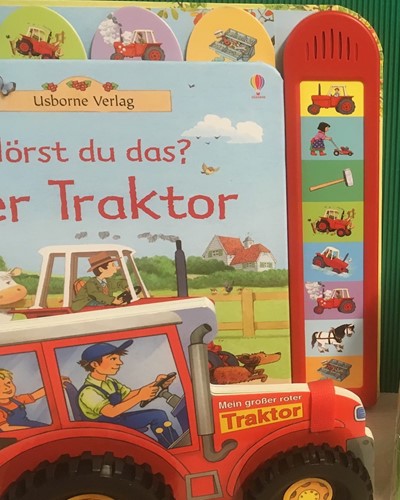 Usborne Verlag
Hörst du das?
er Traktor
Mein großer roter
Traktor